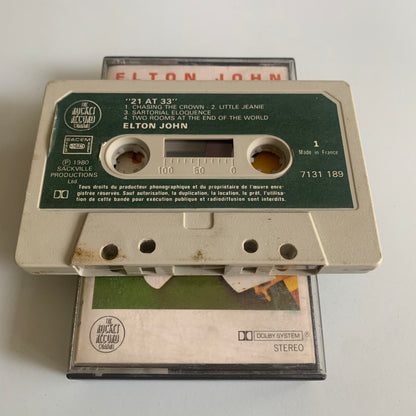 ELTON JOHN
THE
ROCKET
RECORD
COMPANY
"21 AT 33"
1. CHASING THE CROWN - 2. LITTLE JEANIE
3. SARTORIAL ELOQUENCE
4. TWO ROOMS AT THE END OF THE WORLD
ELTON JOHN
SACEM
℗ 1980
SACKVILLE
PRODUCTIONS
Ltd
1
Made in France
7131 189
100 50 0
Tous droits du producteur phonographique et du propriétaire de l'œuvre enre-
gistrée réservés. Sauf autorisation, la duplication, la location, le prêt, l'utilisa-
tion de cette bande pour exécution publique et radiodiffusion sont interdits.
THE
ROCKET
RECORD
COMPANY
DOLBY SYSTEM
STEREO